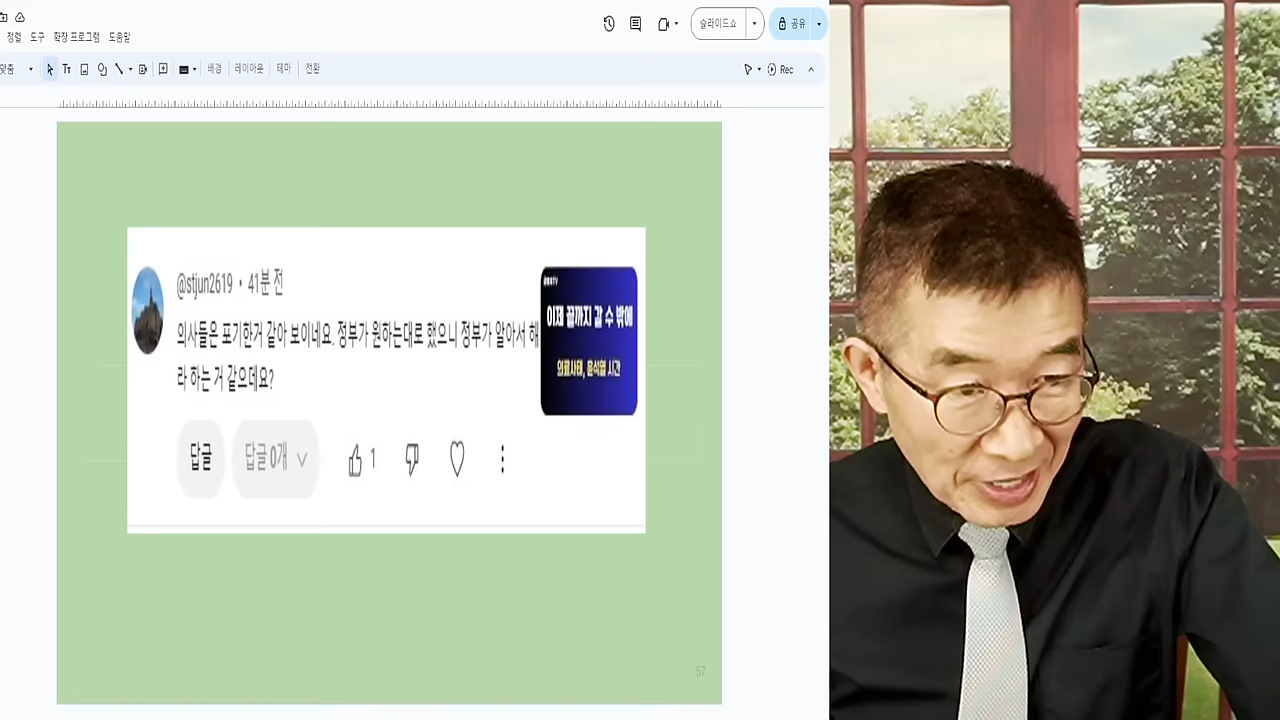 정렬 도구 확장 프로그램 도움말
슬라이드쇼
공유
맞춤
Tт
배경 레이아웃 테마 전환
Rec
@stjun2619 • 41분 전
의사들은 포기한거 같아 보이네요. 정부가 원하는대로 했으니 정부가 알아서 해
라 하는 거 같으데요?
이제 끝까지 갈 수 밖에
의료사태, 윤석열 시간
답글 답글 0개 1
57